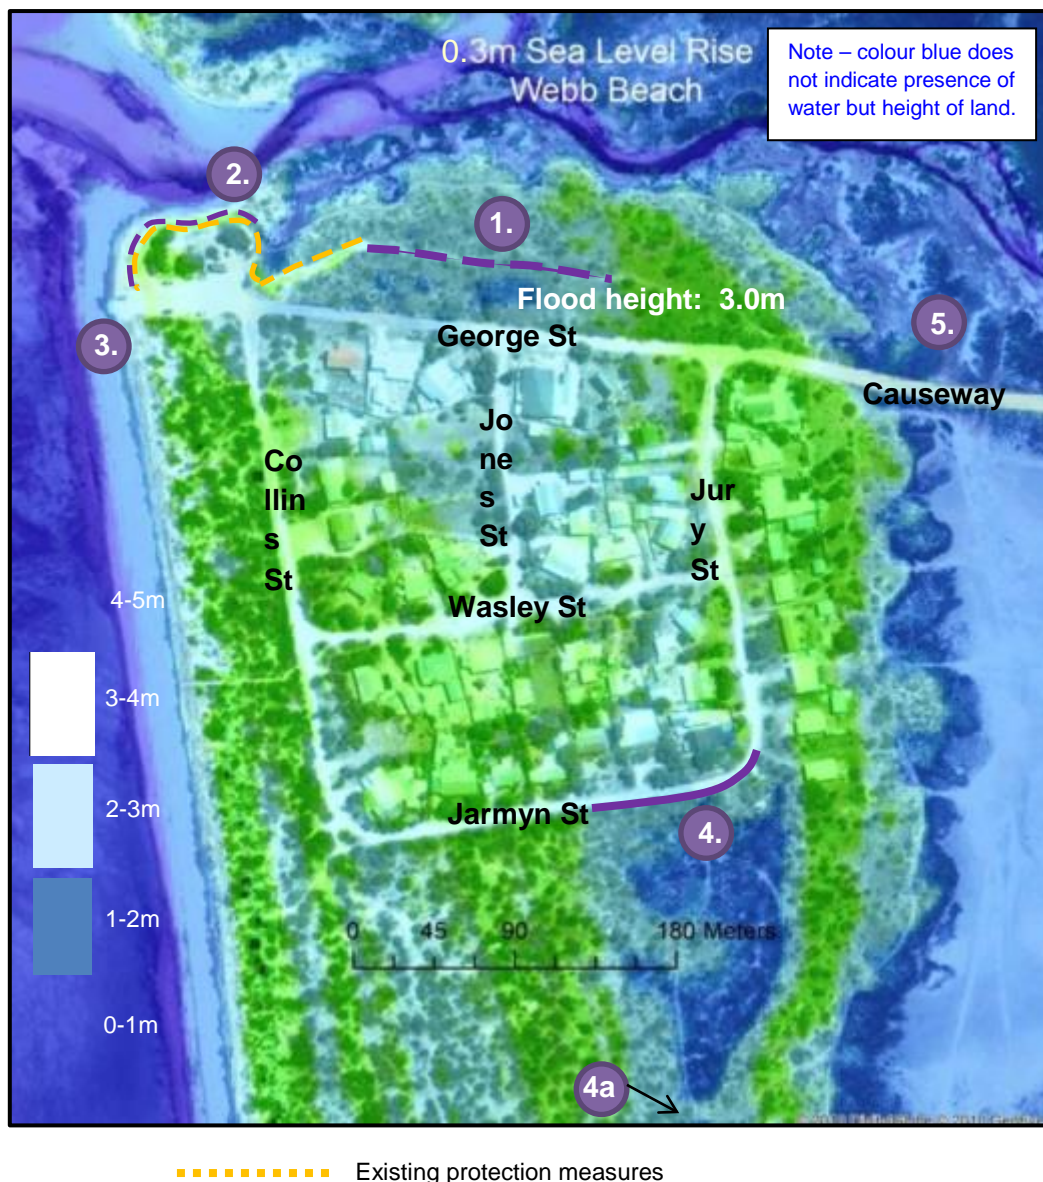 0.3m Sea Level Rise
Webb Beach
Note – colour blue does
not indicate presence of
water but height of land.
2.
1.
Flood height: 3.0m
3.
George St
5.
Causeway
Co
llin
s
St
Jo
ne
s
St
Jur
y
St
4-5m
Wasley St
3-4m
2-3m
Jarmyn St
4.
1-2m
0 45 90 180 Meters
0-1m
4a
Existing protection measures